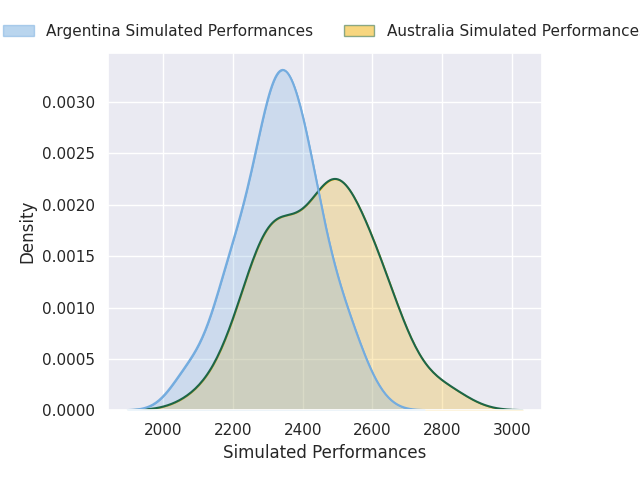 Argentina Simulated Performances Australia Simulated Performance
0.0030
0.0025
0.0020
0.0015
0.0010
0.0005
0.0000
Density
2000 2200 2400 2600 2800 3000
Simulated Performances